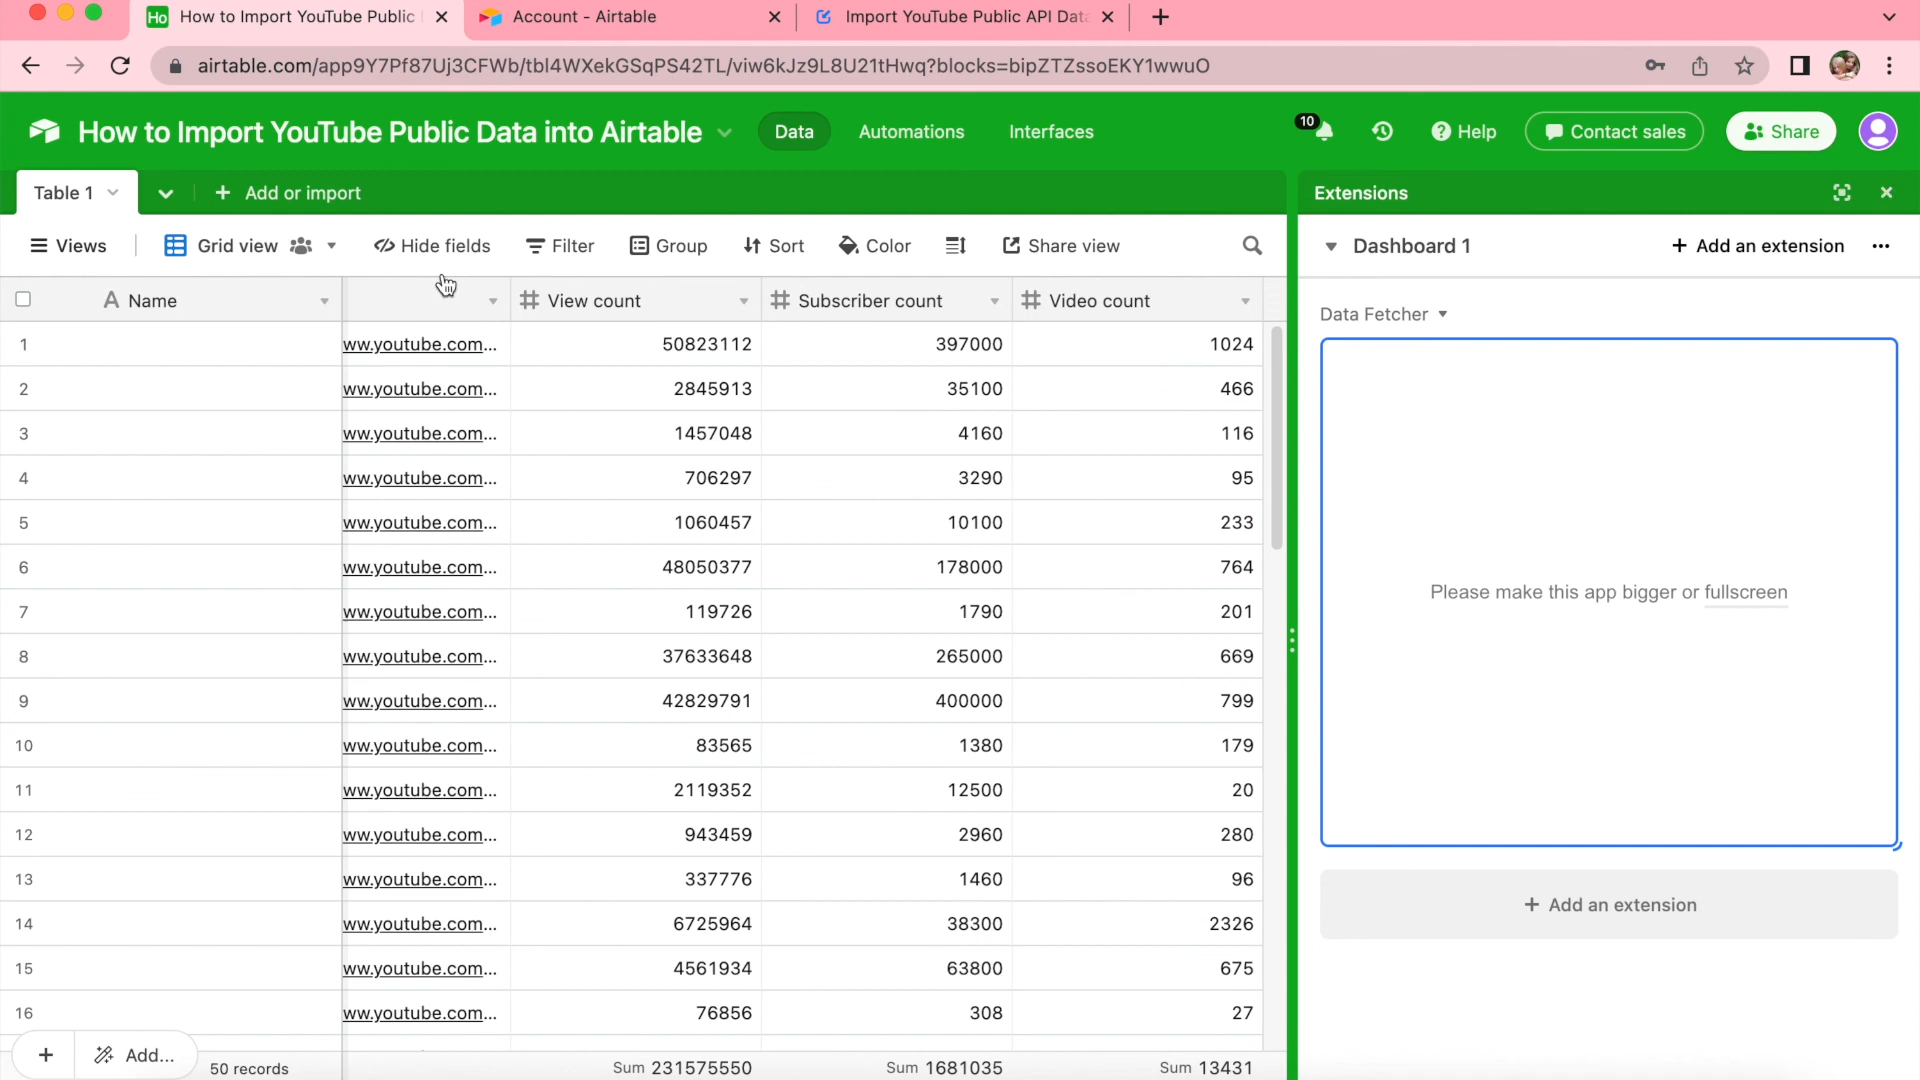 Ho How to Import YouTube Public
Account - Airtable
Import YouTube Public API Data
airtable.com/app9Y7Pf87Uj3CFWb/tbl4WXekGSqPS42TL/viw6kJz9L8U21tHwq?blocks=bipZTZssoEKY1wwuO
How to Import YouTube Public Data into Airtable
Data
Automations
Interfaces
10
Help
Contact sales
Share
Table 1
Add or import
Extensions
Views
Grid view
Hide fields
Filter
Group
Sort
Color
Share view
Dashboard 1
Add an extension
Name
View count
Subscriber count
Video count
Data Fetcher
1 ww.youtube.com... 50823112 397000 1024
2 ww.youtube.com... 2845913 35100 466
3 ww.youtube.com... 1457048 4160 116
4 ww.youtube.com... 706297 3290 95
5 ww.youtube.com... 1060457 10100 233
6 ww.youtube.com... 48050377 178000 764
7 ww.youtube.com... 119726 1790 201
8 ww.youtube.com... 37633648 265000 669
9 ww.youtube.com... 42829791 400000 799
10 ww.youtube.com... 83565 1380 179
11 ww.youtube.com... 2119352 12500 20
12 ww.youtube.com... 943459 2960 280
13 ww.youtube.com... 337776 1460 96
14 ww.youtube.com... 6725964 38300 2326
15 ww.youtube.com... 4561934 63800 675
16 ww.youtube.com... 76856 308 27
Please make this app bigger or fullscreen
Add an extension
Add...
50 records
Sum 231575550
Sum 1681035
Sum 13431